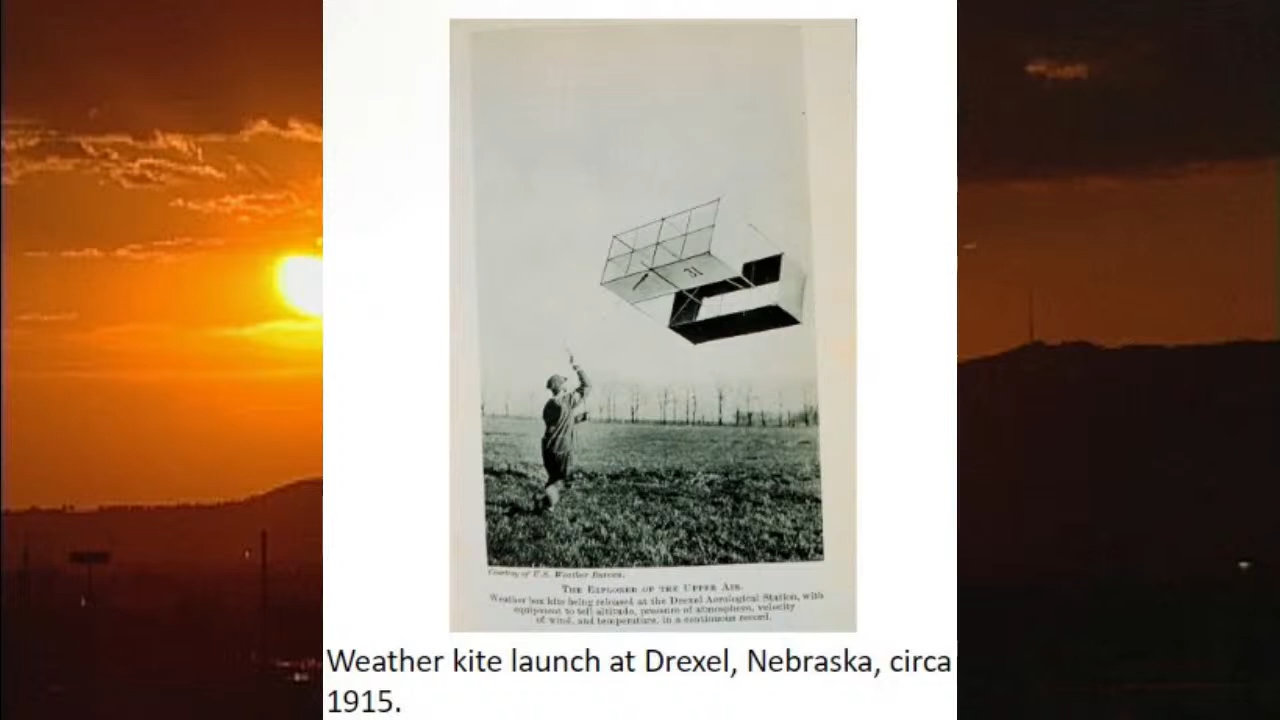 31
Courtesy of U.S. Weather Bureau.
THE EXPLORER OF THE UPPER AIR.
Weather box kite being released at the Drexel Aerological Station, with
equipment to tell altitude, pressure of atmosphere, velocity
of wind, and temperature, in a continuous record.
Weather kite launch at Drexel, Nebraska, circa
1915.